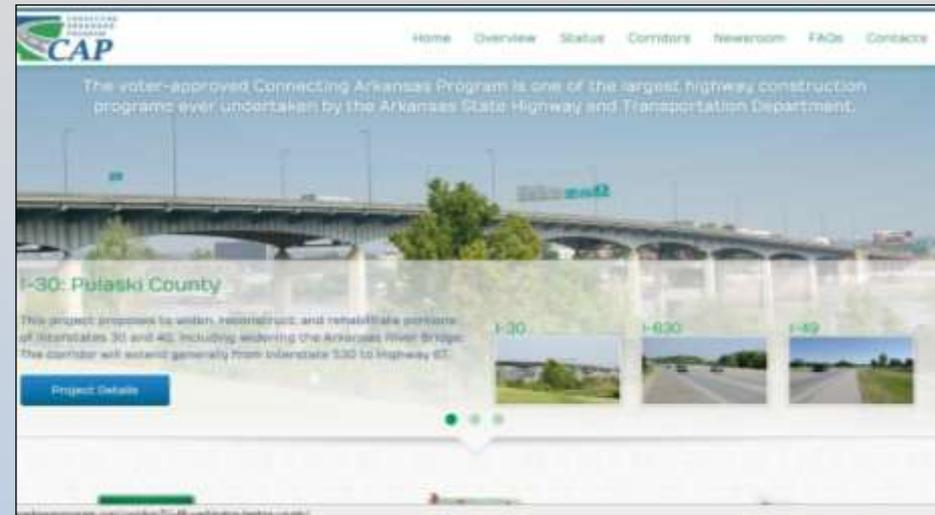 CONNECTING
ARKANSAS
PROGRAM
CAP
Home Overview Status Corridors Newsroom FAQs Contacts
The voter-approved Connecting Arkansas Program is one of the largest highway construction
programs ever undertaken by the Arkansas State Highway and Transportation Department.
I-30: Pulaski County
This project proposes to widen, reconstruct, and rehabilitate portions
of Interstates 30 and 40, including widening the Arkansas River Bridge.
The corridor will extend generally from Interstate 530 to Highway 67.
Project Details
I-30 I-630 I-49